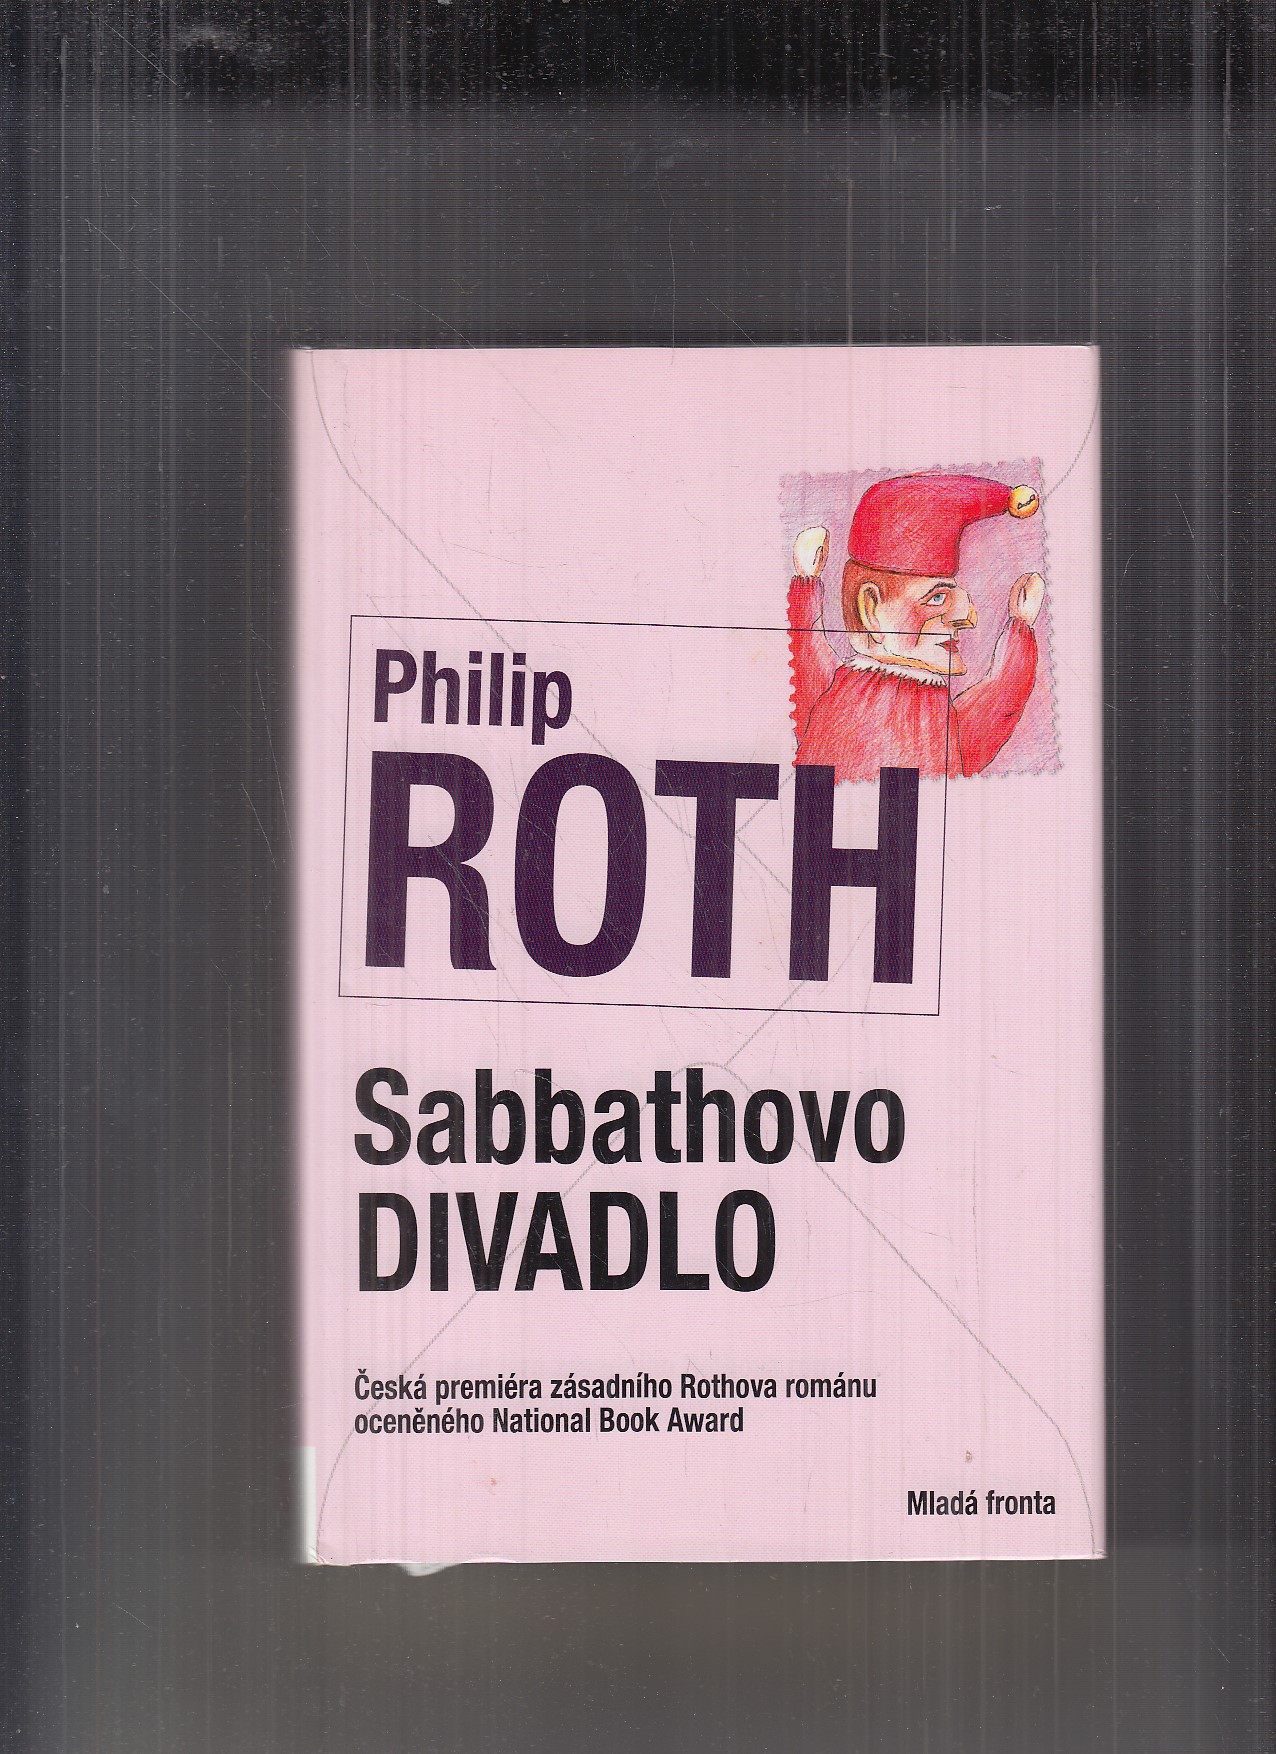 Philip
ROTH
Sabbathovo
DIVADLO
Česká premiéra zásadního Rothova románu
oceněného National Book Award
Mladá fronta